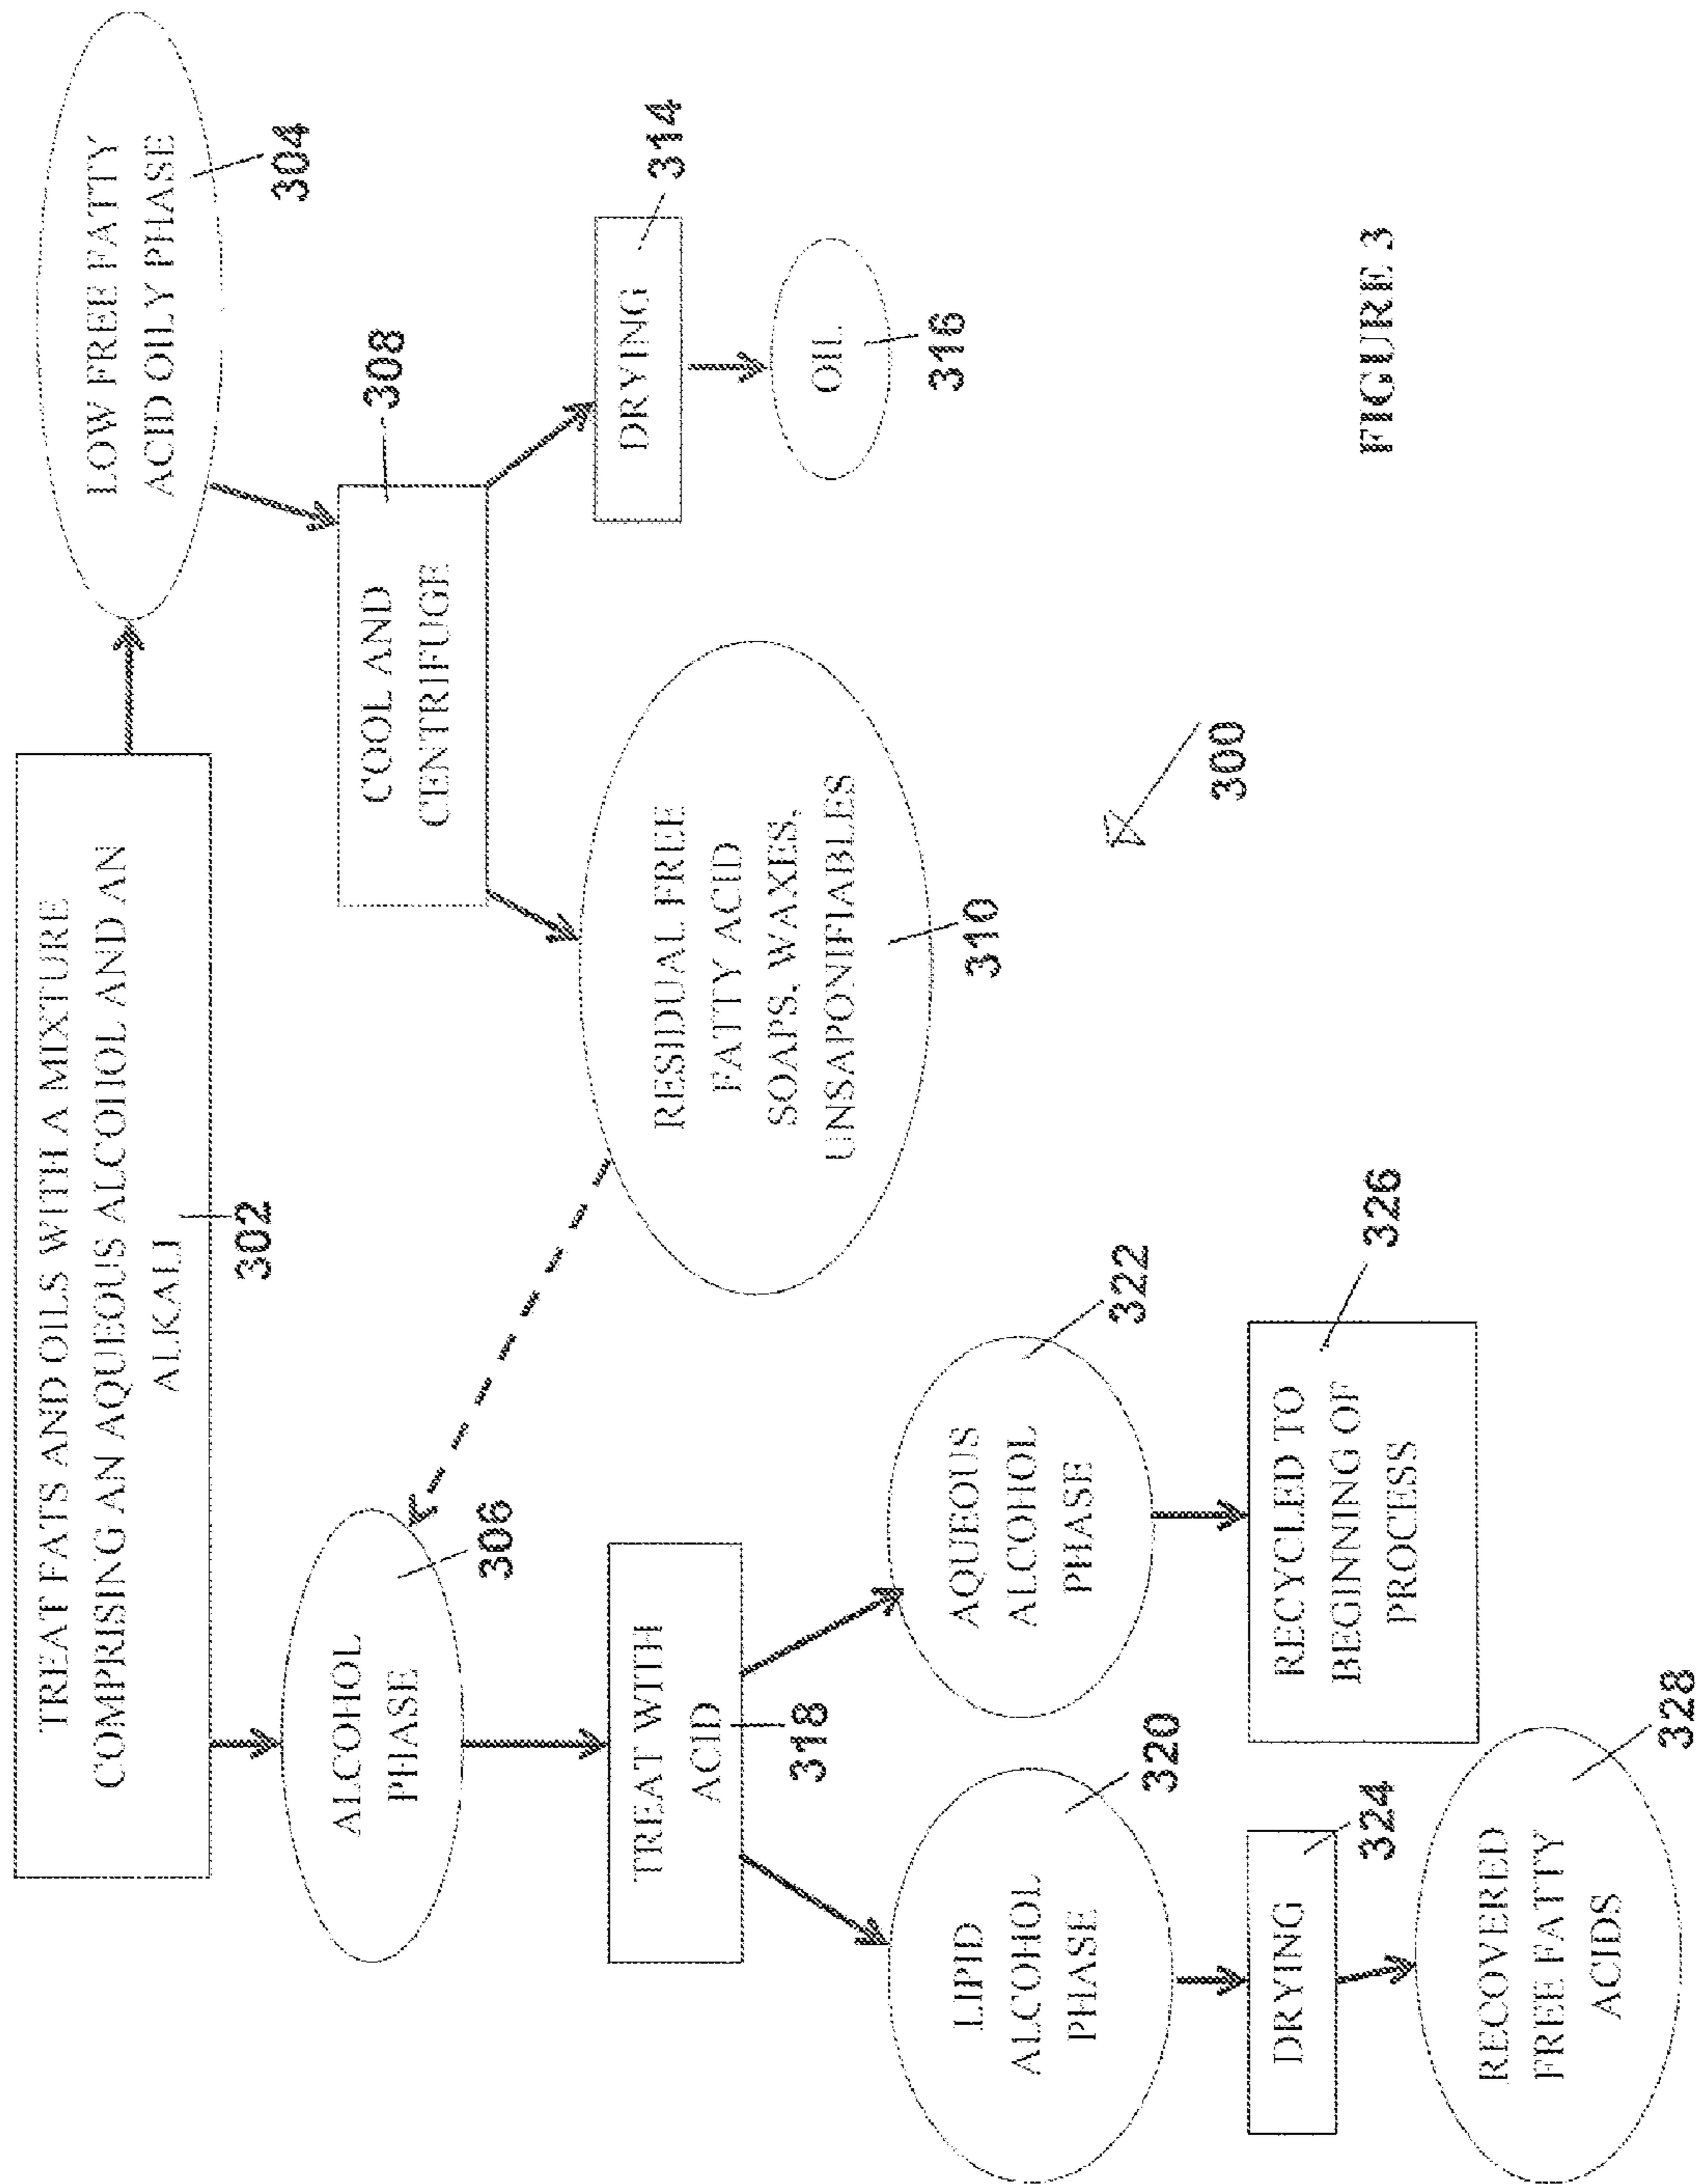 TREAT FATS AND OILS WITH A MIXTURE
COMPRISING AN AQUEOUS ALCOHOL AND AN
ALKALI
302
LOW FREE FATTY
ACID OILY PHASE
304
ALCOHOL
PHASE
306
COOL AND
CENTRIFUGE
308
RESIDUAL FREE
FATTY ACID
SOAPS, WAXES,
UNSAPONIFIABLES
310
DRYING
314
OIL
316
TREAT WITH
ACID
318
LIPID
ALCOHOL
PHASE
320
AQUEOUS
ALCOHOL
PHASE
322
DRYING
324
RECYCLED TO
BEGINNING OF
PROCESS
326
RECOVERED
FREE FATTY
ACIDS
328
300
FIGURE 3